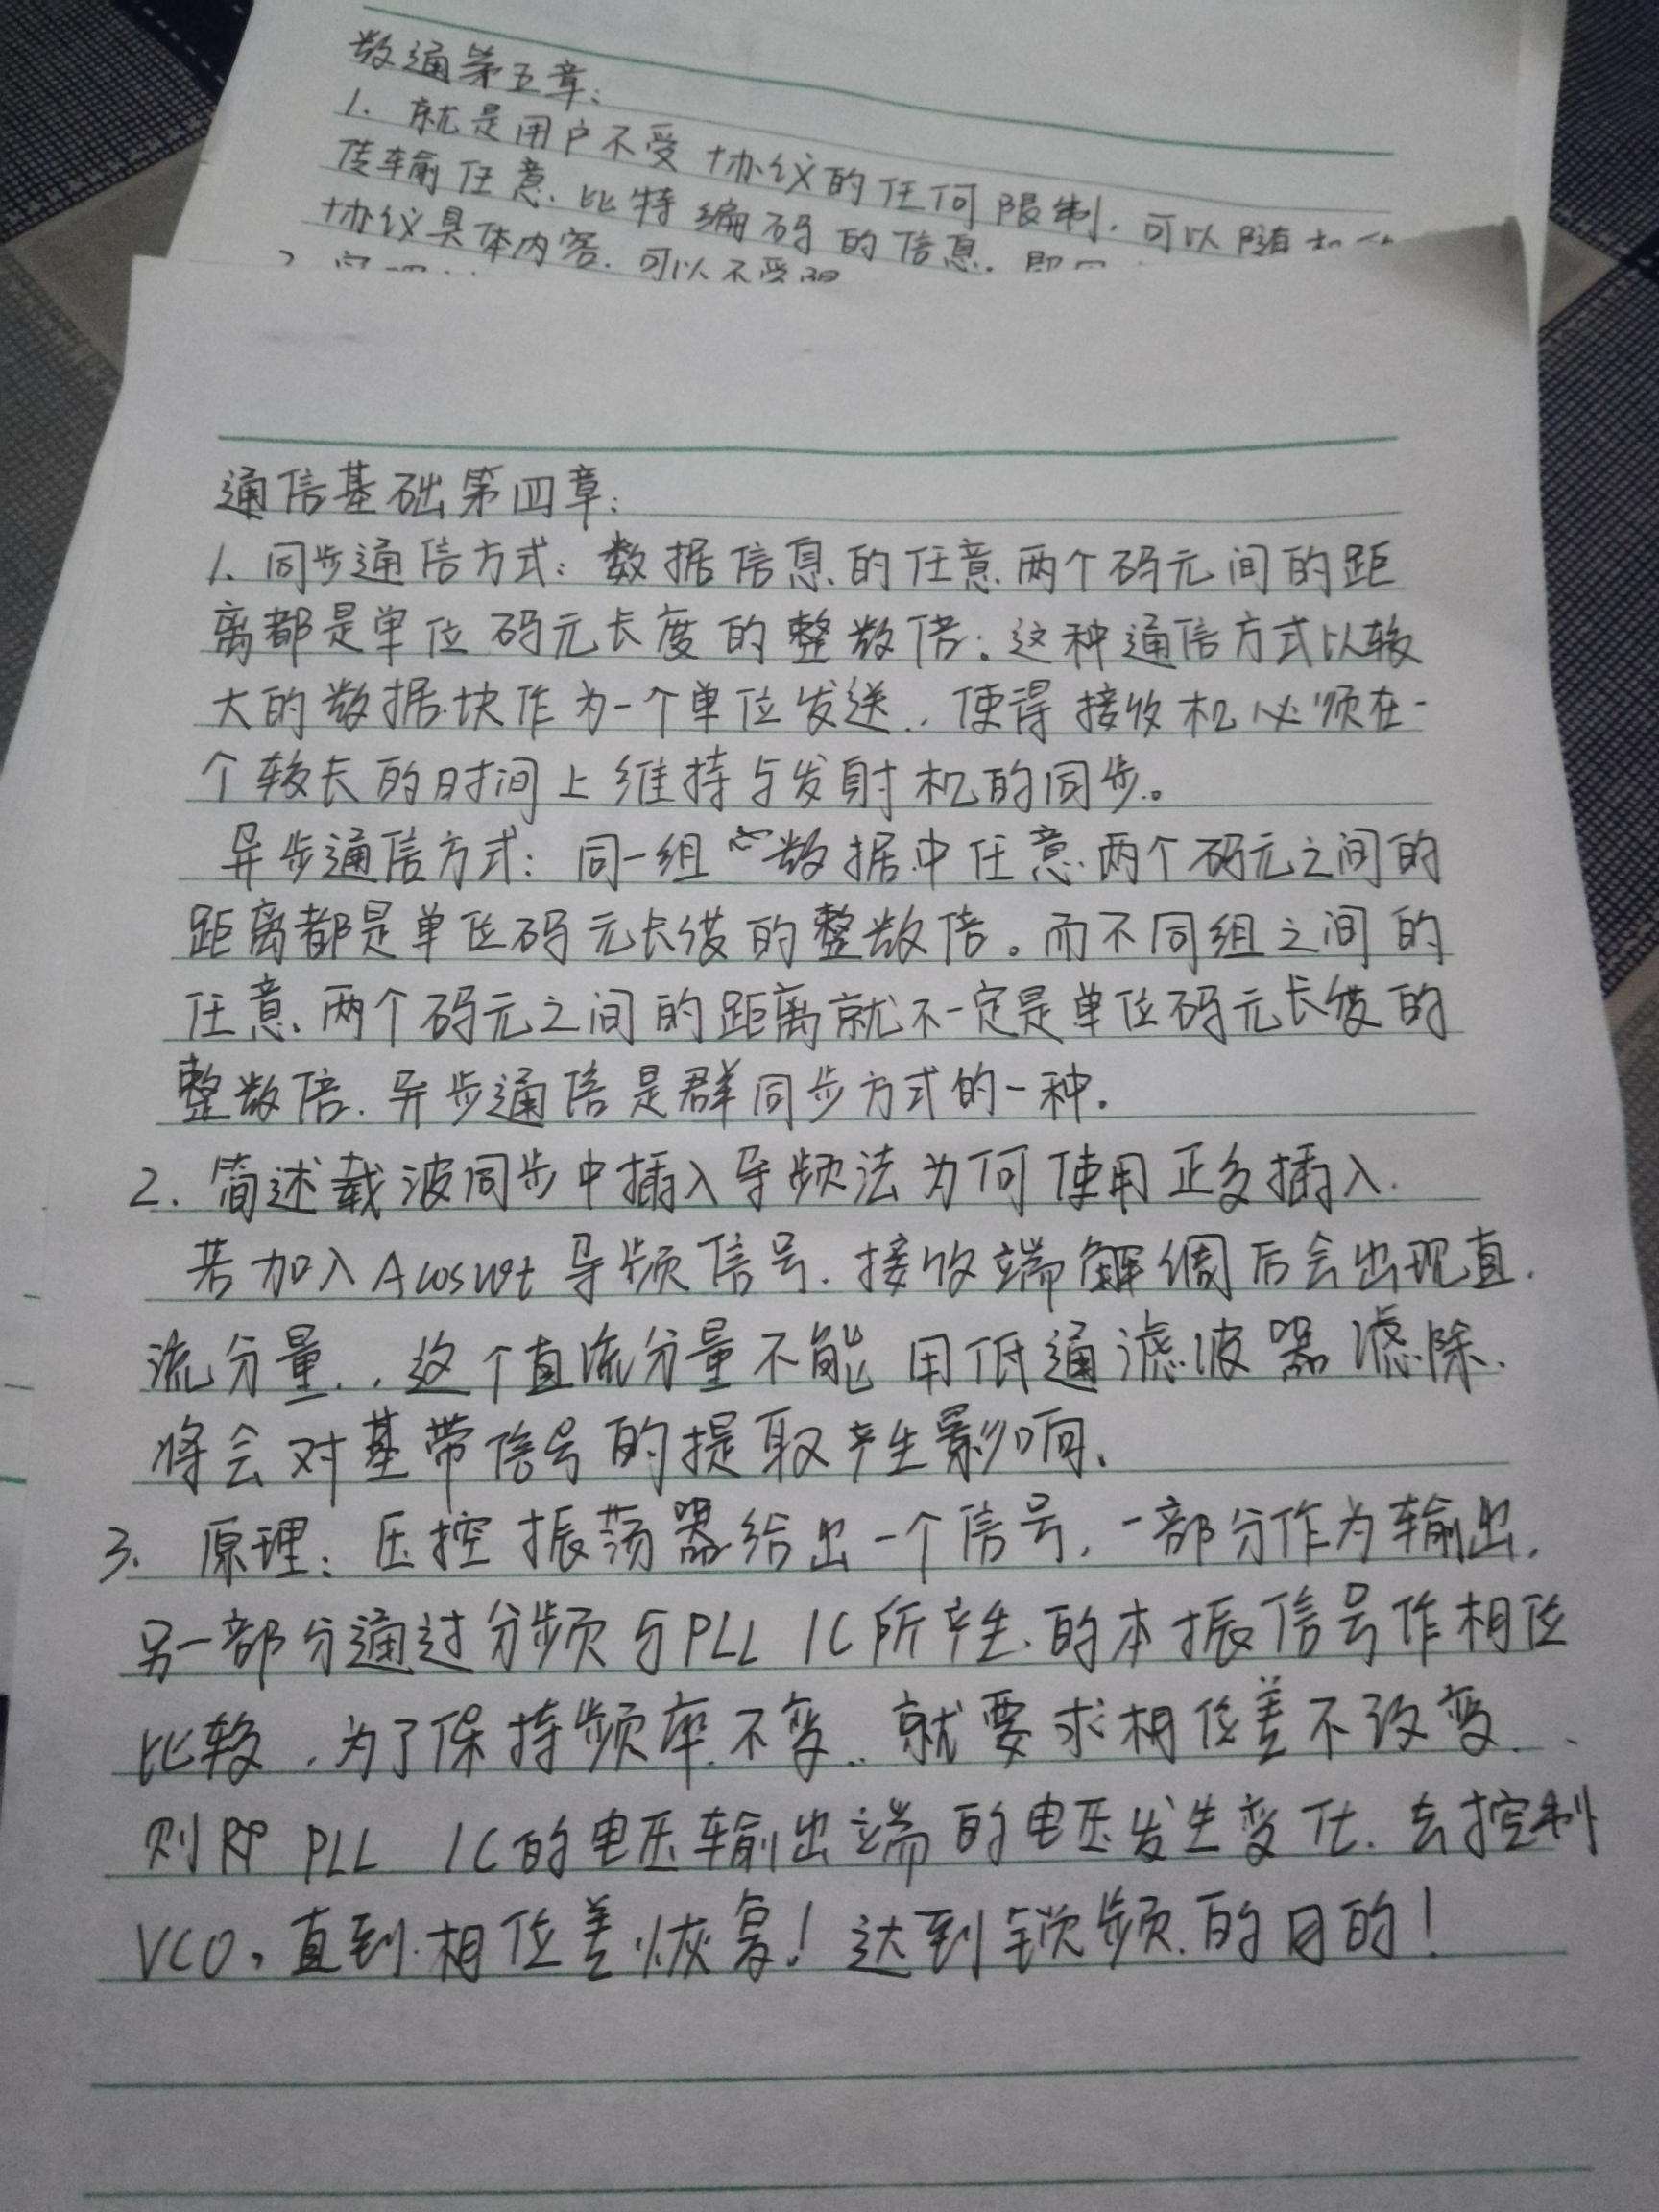 数通第五章:
1. 就是用户不受协议的任何限制,可以随
传输任意比特编码的信息。即
协议具体内容,可以不受限
通信基础第四章:
1. 同步通信方式:数据信息的任意两个码元间的距
离都是单位码元长度的整数倍。这种通信方式以较
大的数据块作为一个单位发送,使得接收机必须在一
个较长的时间上维持与发射机的同步。
异步通信方式:同一组数据中任意两个码元之间的
距离都是单位码元长度的整数倍。而不同组之间的
任意两个码元之间的距离就不一定是单位码元长度的
整数倍.异步通信是群同步方式的一种.
2. 简述载波同步中插入导频法为何使用正交插入.
若加入Acosωct导频信号.接收端解调后会出现直
流分量,这个直流分量不能用低通滤波器滤除.
将会对基带信号的提取产生影响.
3. 原理:压控振荡器给出一个信号,一部分作为输出,
另一部分通过分频与PLL IC所产生的本振信号作相位
比较,为了保持频率不变,就要求相位差不改变.
则 PLL IC的电压输出端的电压发生变化.去控制
VCO,直到相位差恢复!达到锁频的目的!